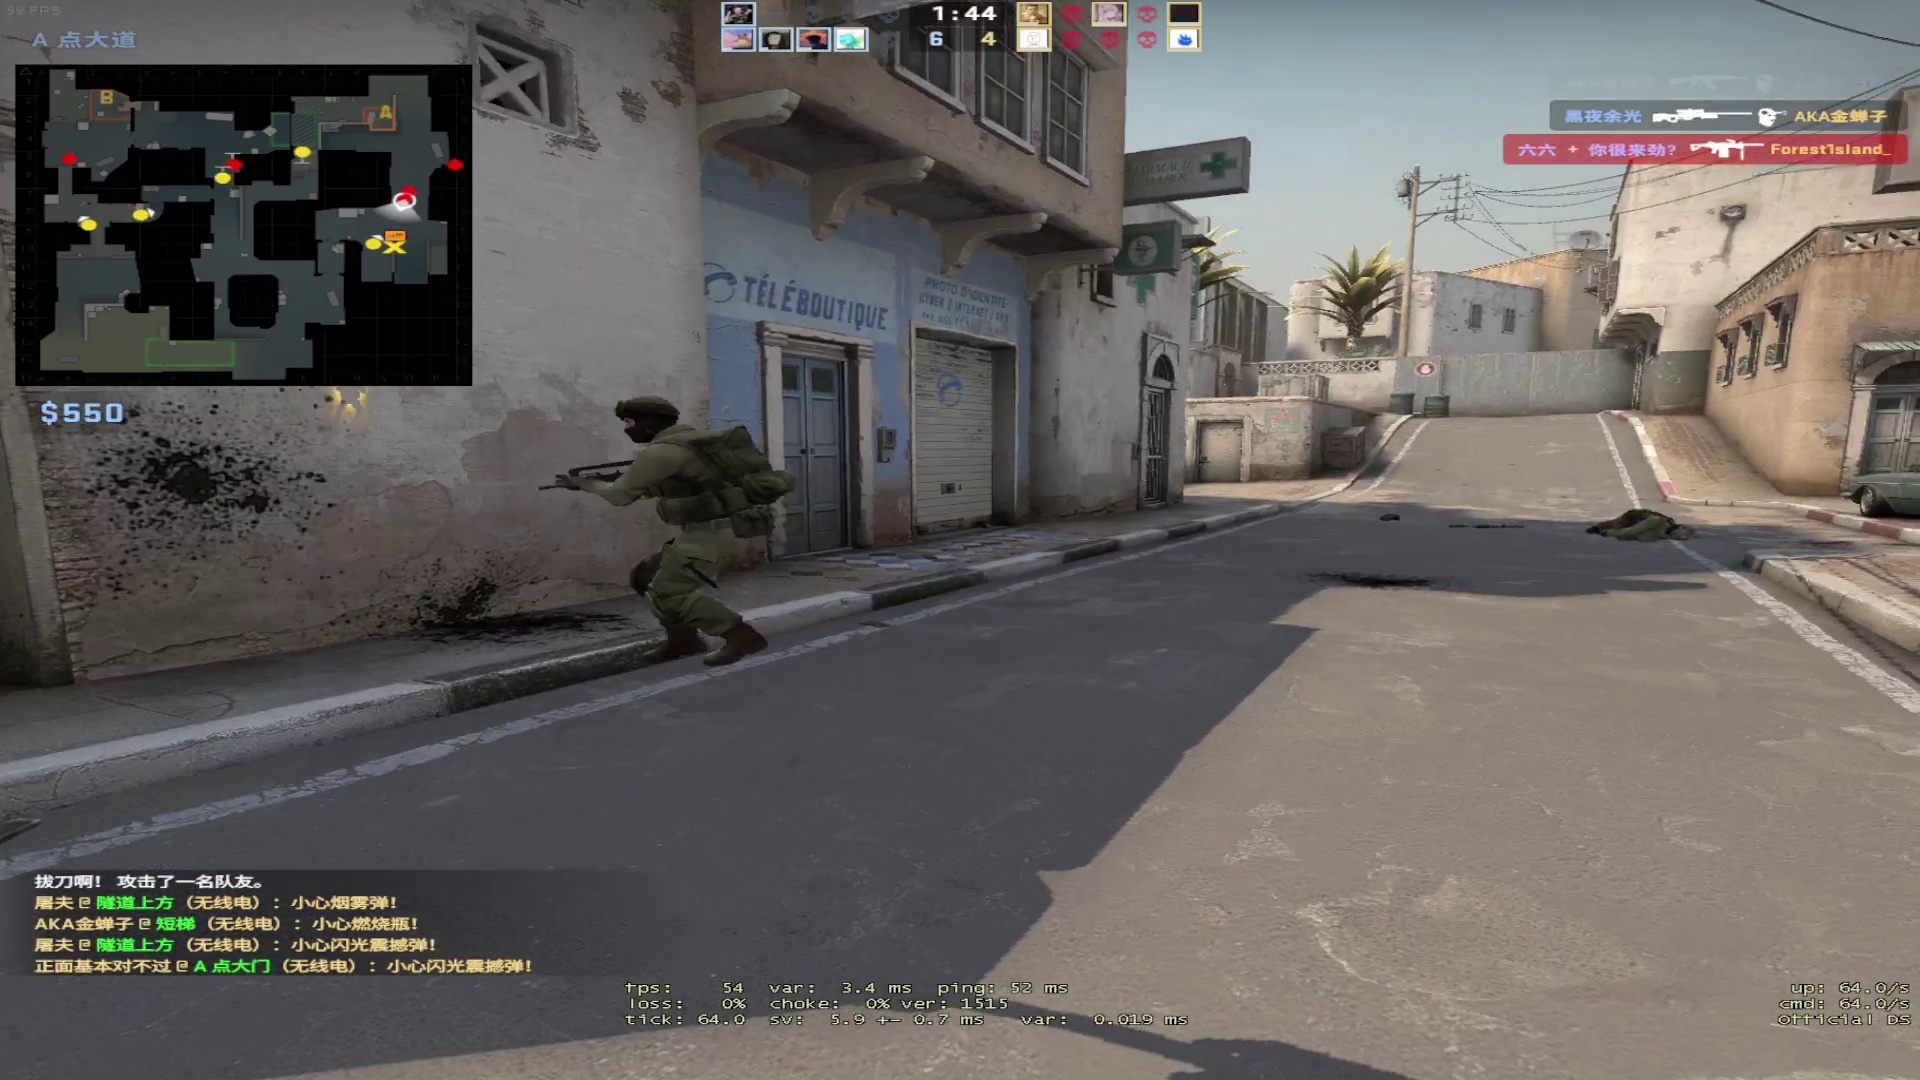 59 FPS
A 点大道
1:44
6 4
B
A
黑夜余光 AKA金蝉子
六六 + 你很来劲? Forest1sland_
$550
PHARMACIE
TÉLÉBOUTIQUE
PHOTO D'IDENTITE
CYBER INTERNET
拔刀啊! 攻击了一名队友。
屠夫@隧道上方 (无线电): 小心烟雾弹!
AKA金蝉子@短梯 (无线电): 小心燃烧瓶!
屠夫@隧道上方 (无线电): 小心闪光震撼弹!
正面基本对不过@A 点大门 (无线电): 小心闪光震撼弹!
fps: 54 var: 3.4 ms ping: 52 ms
loss: 0% choke: 0% ver: 1515
tick: 64.0 sv: 5.9 +- 0.7 ms var: 0.019 ms
up: 64.0/s
cmd: 64.0/s
Official DS